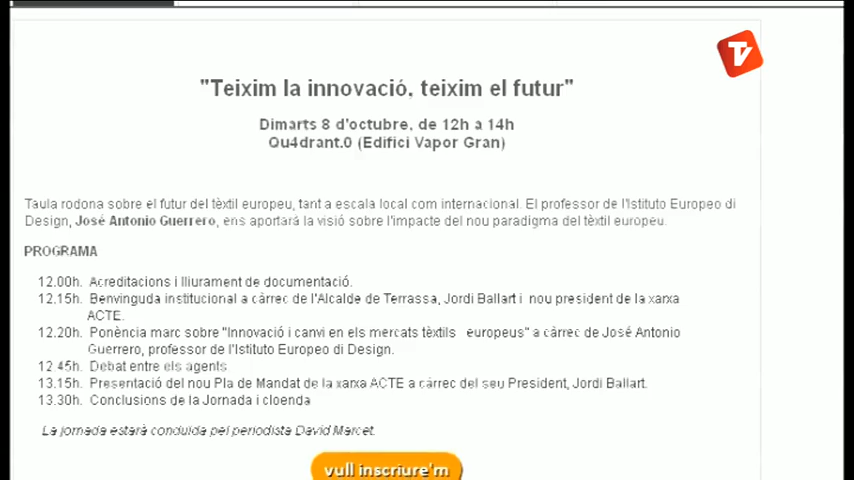 TV
"Teixim la innovació, teixim el futur"
Dimarts 8 d'octubre, de 12h a 14h
Qu4drant.0 (Edifici Vapor Gran)
Taula rodona sobre el futur del tèxtil europeu, tant a escala local com internacional. El professor de l'Istituto Europeo di
Design, José Antonio Guerrero, ens aportarà la visió sobre l'impacte del nou paradigma del tèxtil europeu.
PROGRAMA
12.00h. Acreditacions i lliurament de documentació.
12.15h. Benvinguda institucional a càrrec de l'Alcalde de Terrassa, Jordi Ballart i nou president de la xarxa
ACTE.
12.20h. Ponència marc sobre "Innovació i canvi en els mercats tèxtils europeus" a càrrec de José Antonio
Guerrero, professor de l'Istituto Europeo di Design.
12.45h. Debat entre els agents
13.15h. Presentació del nou Pla de Mandat de la xarxa ACTE a càrrec del seu President, Jordi Ballart.
13.30h. Conclusions de la Jornada i cloenda
La jornada estarà conduïda pel periodista David Marcet.
vull inscriure'm